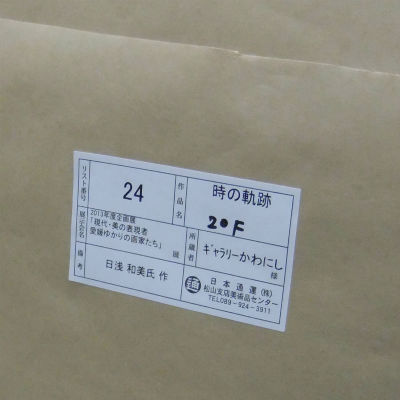 リスト番号
24
作品名
時の軌跡
20F
展示会名
2013年度企画展
「現代・美の表現者
愛媛ゆかりの画家たち」
展
所蔵者
ギャラリーかわにし
様
備考
日浅 和美氏 作
通
日本通運(株)
松山支店美術品センター
TEL089-924-3911